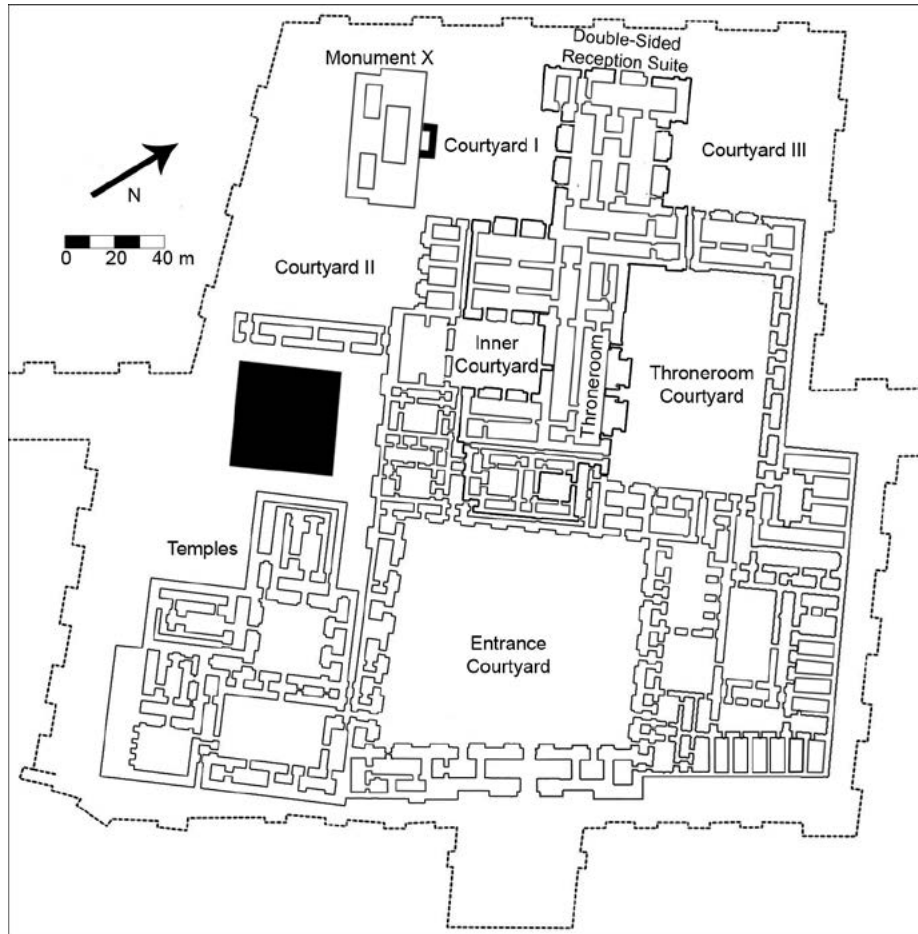 Double-Sided
Reception Suite
Monument X
Courtyard I
Courtyard III
N
0 20 40 m
Courtyard II
Inner
Courtyard
Throneroom
Throneroom
Courtyard
Temples
Entrance
Courtyard